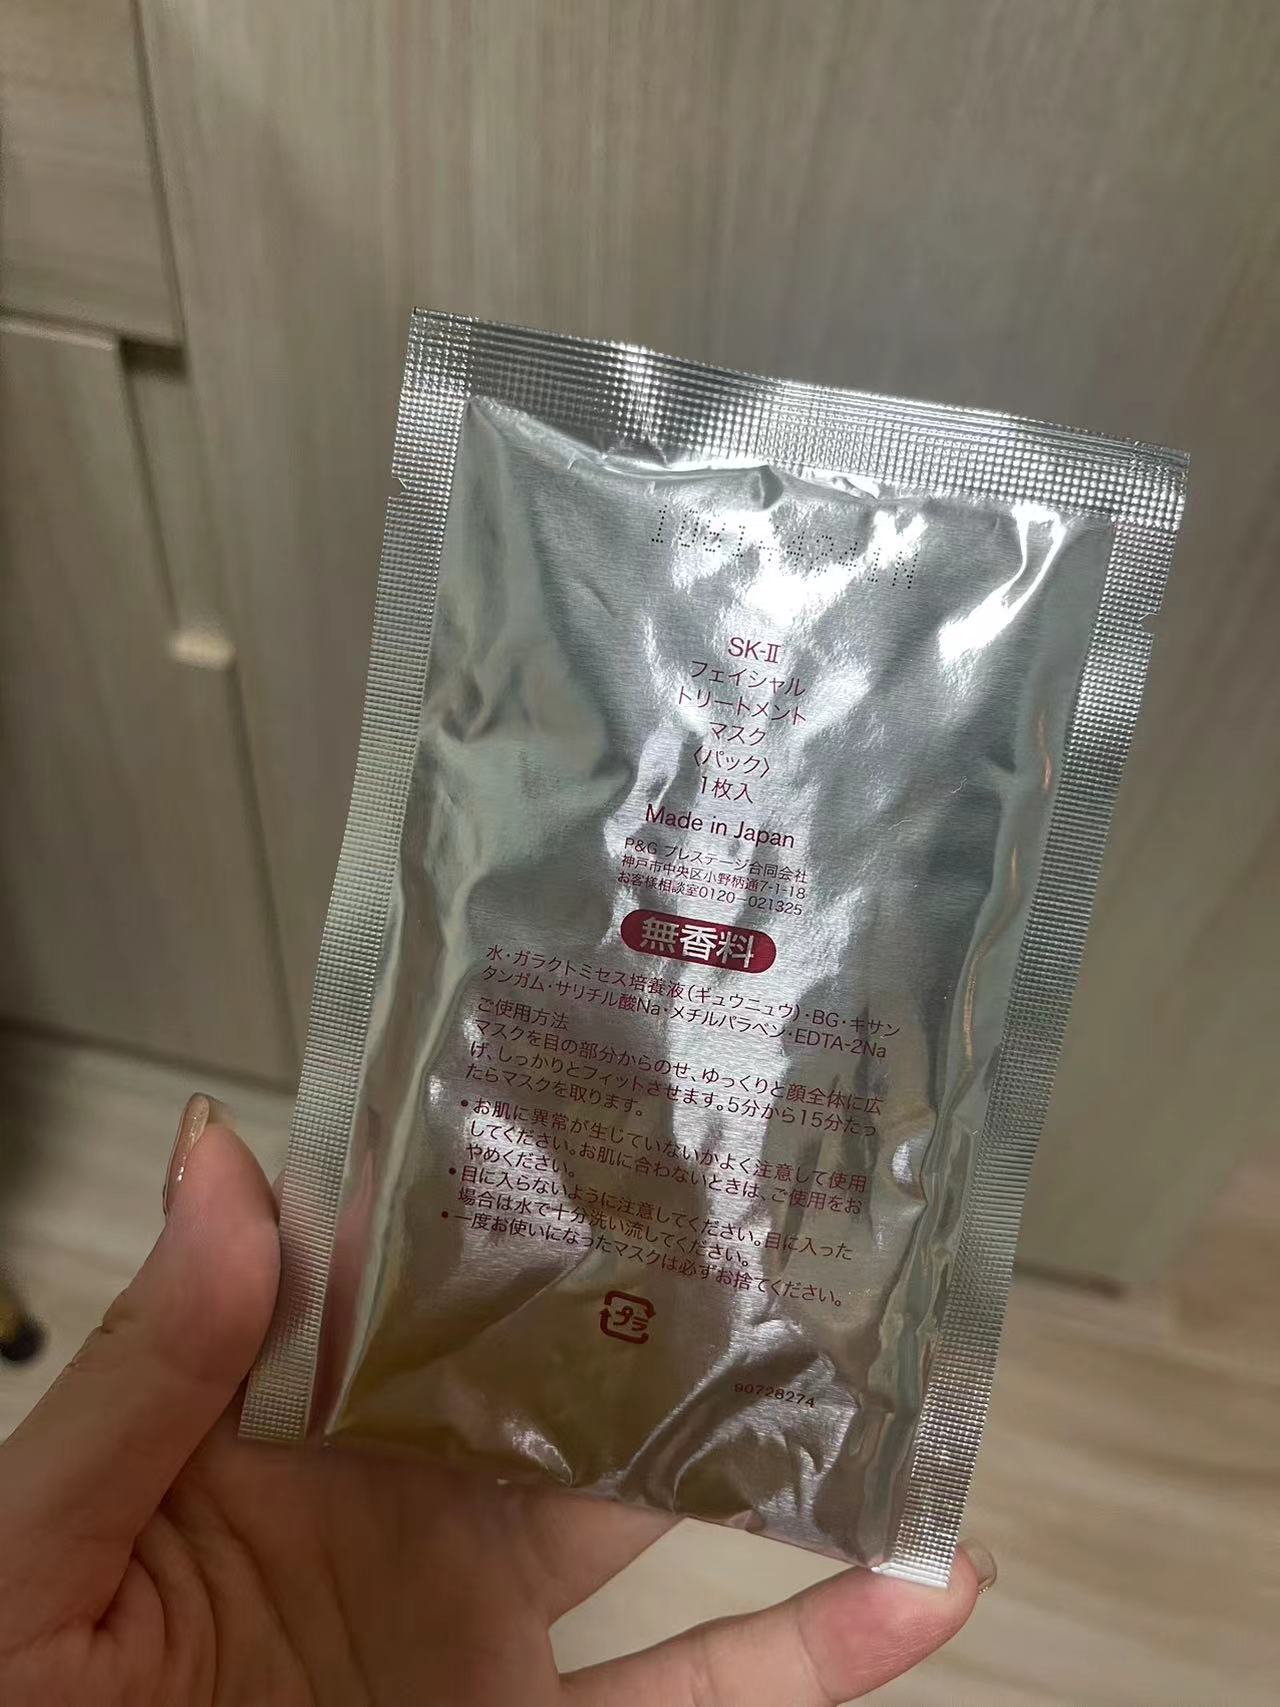 SK-II
フェイシャル
トリートメント
マスク
〈パック〉
1枚入
Made in Japan
P&G プレステージ合同会社
神戸市中央区小野柄通7-1-18
お客様相談室0120-021325
無香料
水・ガラクトミセス培養液(ギュウニュウ)・BG・キサン
タンガム・サリチル酸Na・メチルパラベン・EDTA-2Na
ご使用方法
マスクを目の部分からのせ、ゆっくりと顔全体に広
げ、しっかりとフィットさせます。5分から15分たっ
たらマスクを取ります。
•お肌に異常が生じていないかよく注意して使用
してください。お肌に合わないときは、ご使用をお
やめください。
•目に入らないように注意してください。目に入った
場合は水で十分洗い流してください。
•一度お使いになったマスクは必ずお捨てください。
プラ
90728274